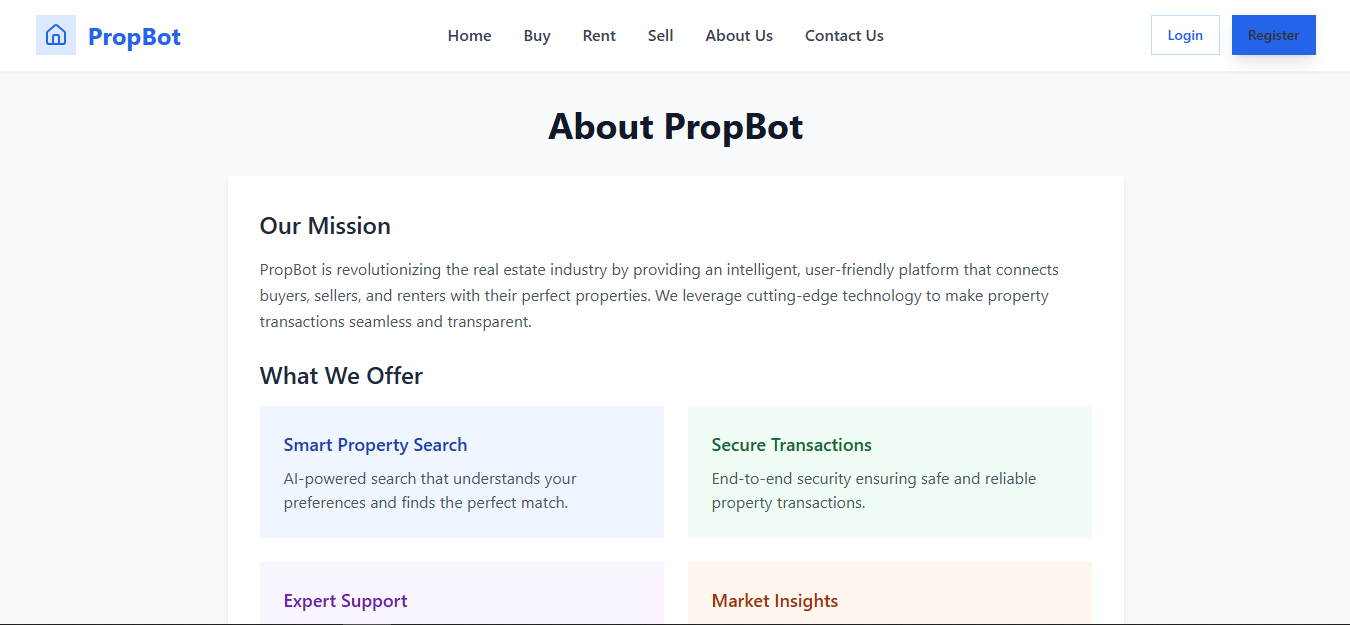 PropBot
Home Buy Rent Sell About Us Contact Us
Login Register
About PropBot
Our Mission
PropBot is revolutionizing the real estate industry by providing an intelligent, user-friendly platform that connects
buyers, sellers, and renters with their perfect properties. We leverage cutting-edge technology to make property
transactions seamless and transparent.
What We Offer
Smart Property Search
AI-powered search that understands your
preferences and finds the perfect match.
Secure Transactions
End-to-end security ensuring safe and reliable
property transactions.
Expert Support
Market Insights